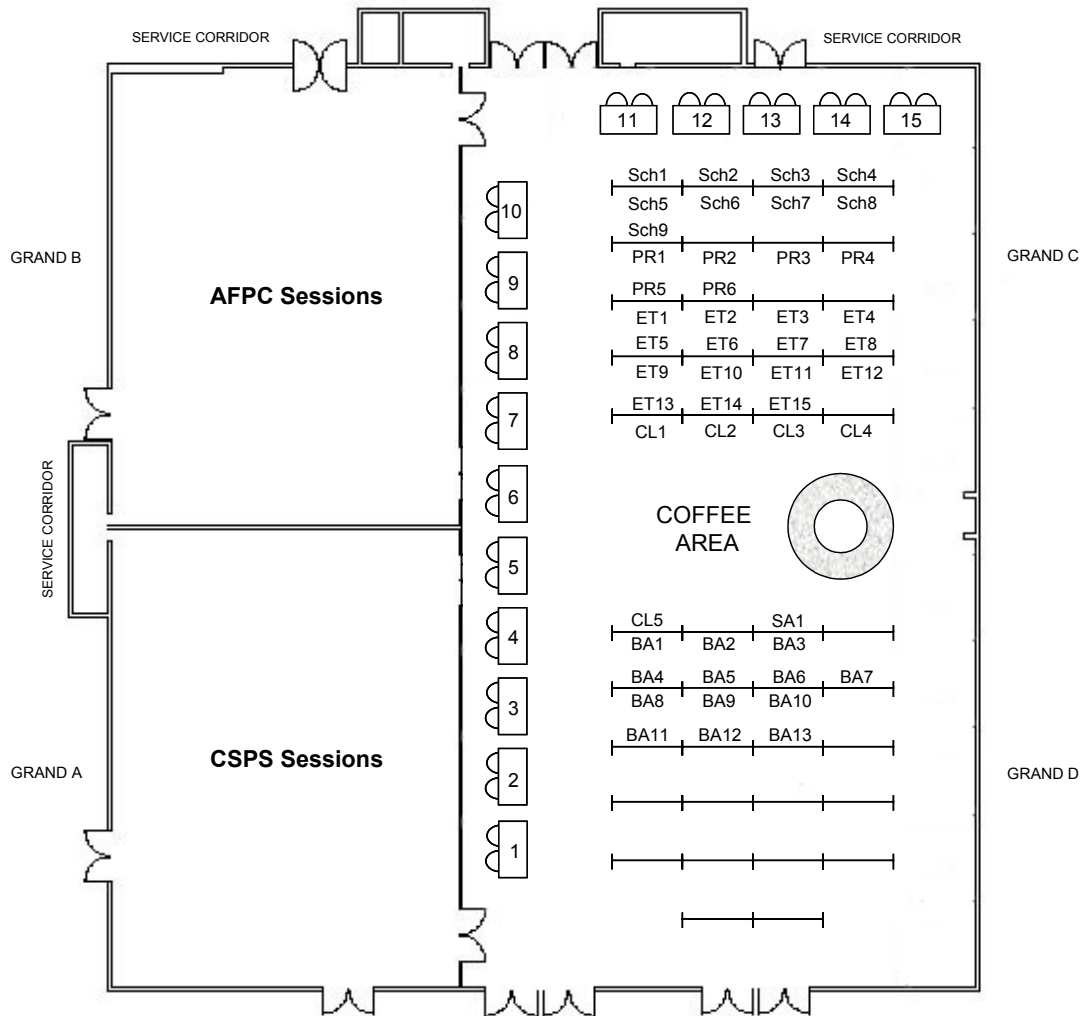 SERVICE CORRIDOR
SERVICE CORRIDOR
11 12 13 14 15
Sch1 Sch2 Sch3 Sch4
Sch5 Sch6 Sch7 Sch8
10
Sch9
GRAND B
PR1 PR2 PR3 PR4
GRAND C
9
AFPC Sessions
PR5 PR6
ET1 ET2 ET3 ET4
8
ET5 ET6 ET7 ET8
ET9 ET10 ET11 ET12
7
ET13 ET14 ET15
CL1 CL2 CL3 CL4
6
SERVICE CORRIDOR
COFFEE
AREA
5
4
CL5 SA1
BA1 BA2 BA3
BA4 BA5 BA6 BA7
3
BA8 BA9 BA10
BA11 BA12 BA13
CSPS Sessions
GRAND A
2
GRAND D
1